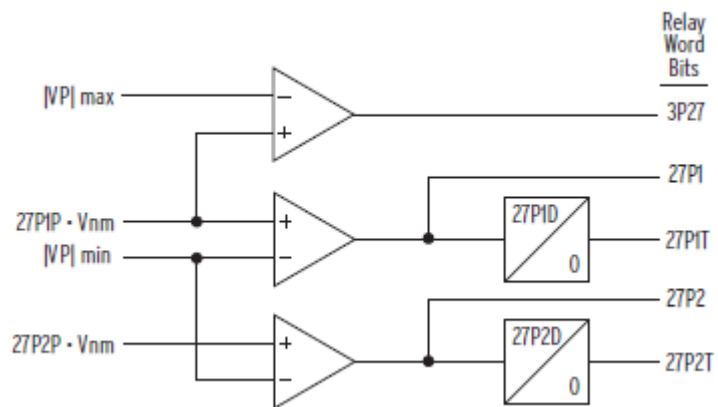 Relay
Word
Bits
|VP| max
−
+
3P27
27P1
27P1P • Vnm
+
|VP| min
−
27P1D
0
27P1T
27P2
27P2P • Vnm
+
−
27P2D
0
27P2T